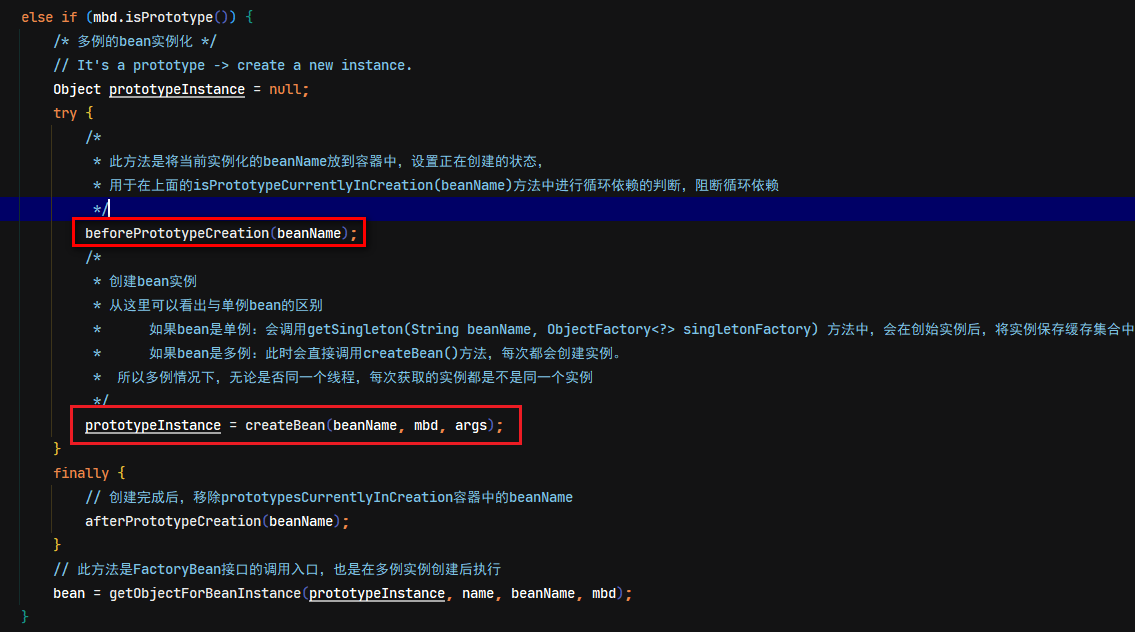 else if (mbd.isPrototype()) {
/* 多例的bean实例化 */
// It's a prototype -> create a new instance.
Object prototypeInstance = null;
try {
/*
* 此方法是将当前实例化的beanName放到容器中，设置正在创建的状态，
* 用于在上面的isPrototypeCurrentlyInCreation(beanName)方法中进行循环依赖的判断，阻断循环依赖
*/
beforePrototypeCreation(beanName);
/*
* 创建bean实例
* 从这里可以看出与单例bean的区别
* 如果bean是单例：会调用getSingleton(String beanName, ObjectFactory<?> singletonFactory) 方法中，会在创始实例后，将实例保存缓存集合中
* 如果bean是多例：此时会直接调用createBean()方法，每次都会创建实例。
* 所以多例情况下，无论是否同一个线程，每次获取的实例都是不是同一个实例
*/
prototypeInstance = createBean(beanName, mbd, args);
}
finally {
// 创建完成后，移除prototypesCurrentlyInCreation容器中的beanName
afterPrototypeCreation(beanName);
}
// 此方法是FactoryBean接口的调用入口，也是在多例实例创建后执行
bean = getObjectForBeanInstance(prototypeInstance, name, beanName, mbd);
}